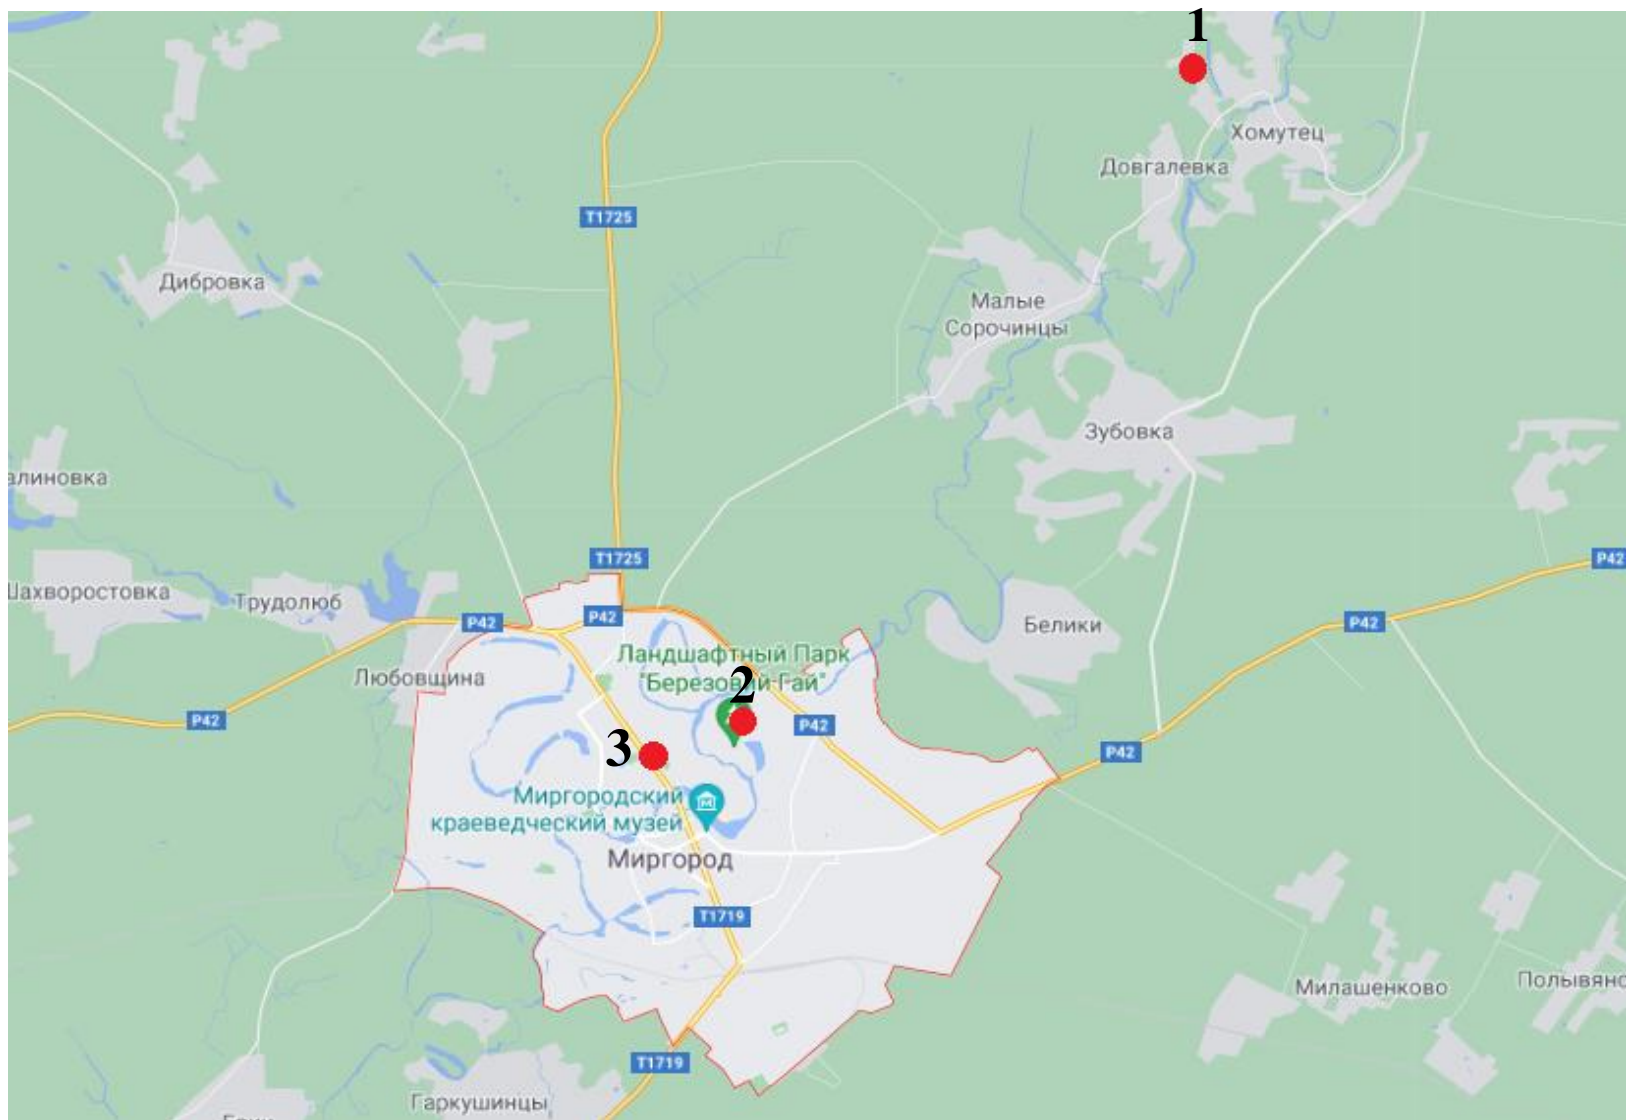 1
Хомутец
Довгалевка
T1725
Дибровка
Малые
Сорочинцы
Зубовка
алиновка
T1725
P42
Шахворостовка
Трудолюб
P42
P42
P42
Белики
Ландшафтный Парк
"Березовий Гай"
Любовщина
2
P42
P42
3
P42
Миргородский
краеведческий музей
Миргород
T1719
Милашенково
Полывяно
T1719
Гаркушинцы